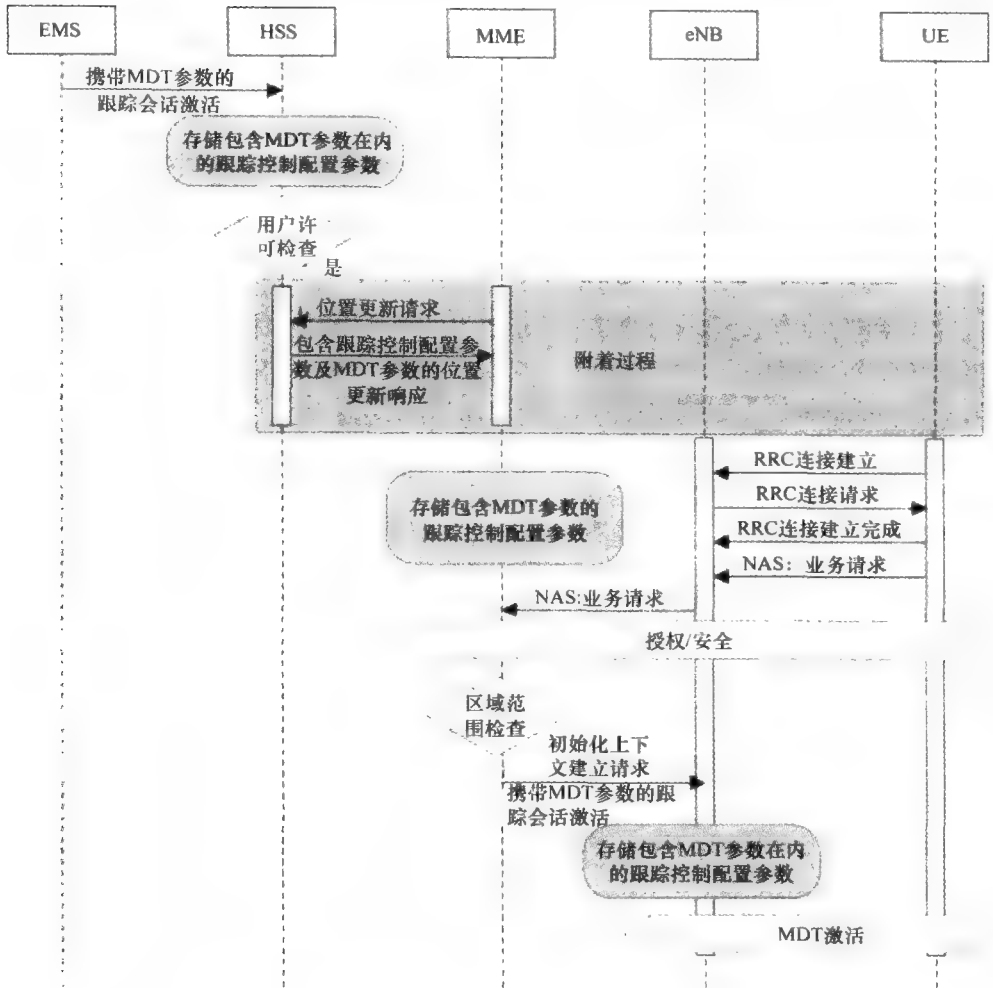 EMS
HSS
MME
eNB
UE
携带MDT参数的
跟踪会话激活
存储包含MDT参数在内
的跟踪控制配置参数
用户许
可检查
是
位置更新请求
包含跟踪控制配置参
数及MDT参数的位置
更新响应
附着过程
RRC连接建立
RRC连接请求
RRC连接建立完成
NAS：业务请求
存储包含MDT参数的
跟踪控制配置参数
NAS:业务请求
授权/安全
区域范
围检查
初始化上下
文建立请求
携带MDT参数的跟
踪会话激活
存储包含MDT参数在内
的跟踪控制配置参数
MDT激活